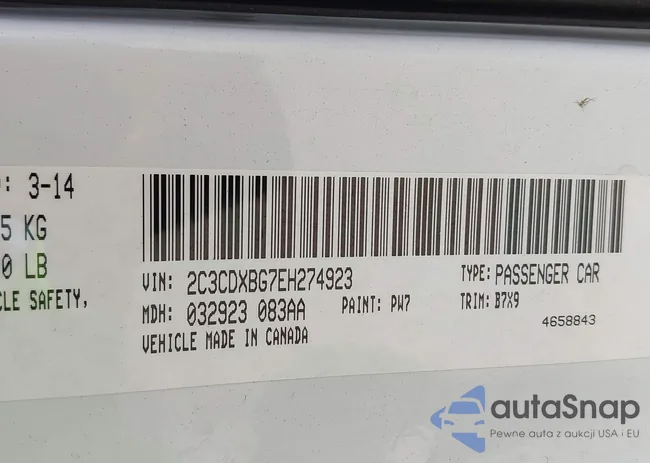 : 3-14
5 KG
0 LB
CLE SAFETY,
VIN: 2C3CDXBG7EH274923
TYPE: PASSENGER CAR
MDH: 032923 083AA PAINT: PW7
TRIM: B7X9
VEHICLE MADE IN CANADA
4658843
autaSnap
Pewne auta z aukcji USA i EU